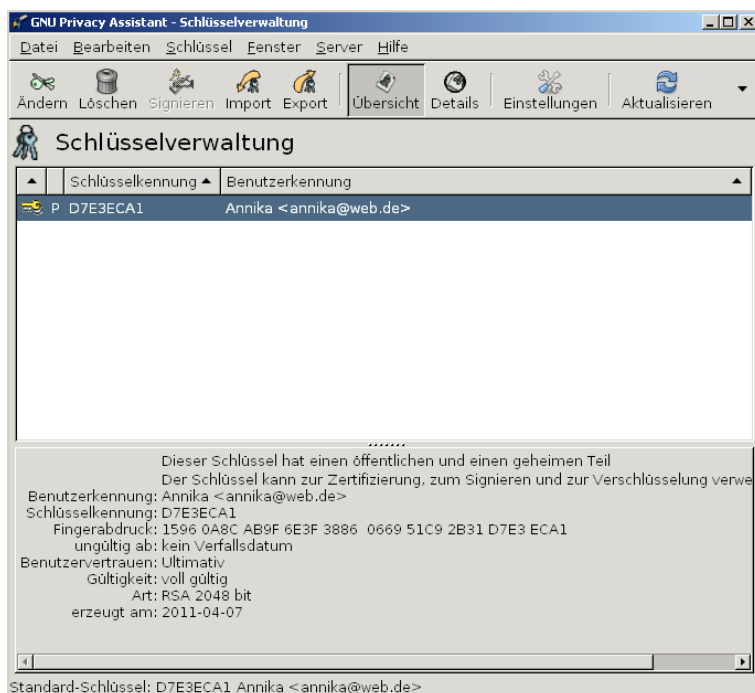 GNU Privacy Assistant - Schlüsselverwaltung
Datei Bearbeiten Schlüssel Fenster Server Hilfe
Ändern Löschen Signieren Import Export Übersicht Details Einstellungen Aktualisieren
Schlüsselverwaltung
Schlüsselkennung Benutzerkennung
P D7E3ECA1 Annika <annika@web.de>
Dieser Schlüssel hat einen öffentlichen und einen geheimen Teil
Der Schlüssel kann zur Zertifizierung, zum Signieren und zur Verschlüsselung verwe
Benutzerkennung: Annika <annika@web.de>
Schlüsselkennung: D7E3ECA1
Fingerabdruck: 1596 0A8C AB9F 6E3F 3886 0669 51C9 2B31 D7E3 ECA1
ungültig ab: kein Verfallsdatum
Benutzervertrauen: Ultimativ
Gültigkeit: voll gültig
Art: RSA 2048 bit
erzeugt am: 2011-04-07
Standard-Schlüssel: D7E3ECA1 Annika <annika@web.de>